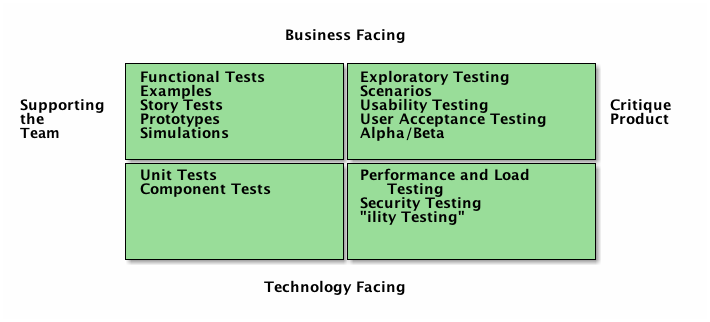 Business Facing
Supporting
the
Team
Functional Tests
Examples
Story Tests
Prototypes
Simulations
Exploratory Testing
Scenarios
Usability Testing
User Acceptance Testing
Alpha/Beta
Critique
Product
Unit Tests
Component Tests
Performance and Load
Testing
Security Testing
"ility Testing"
Technology Facing